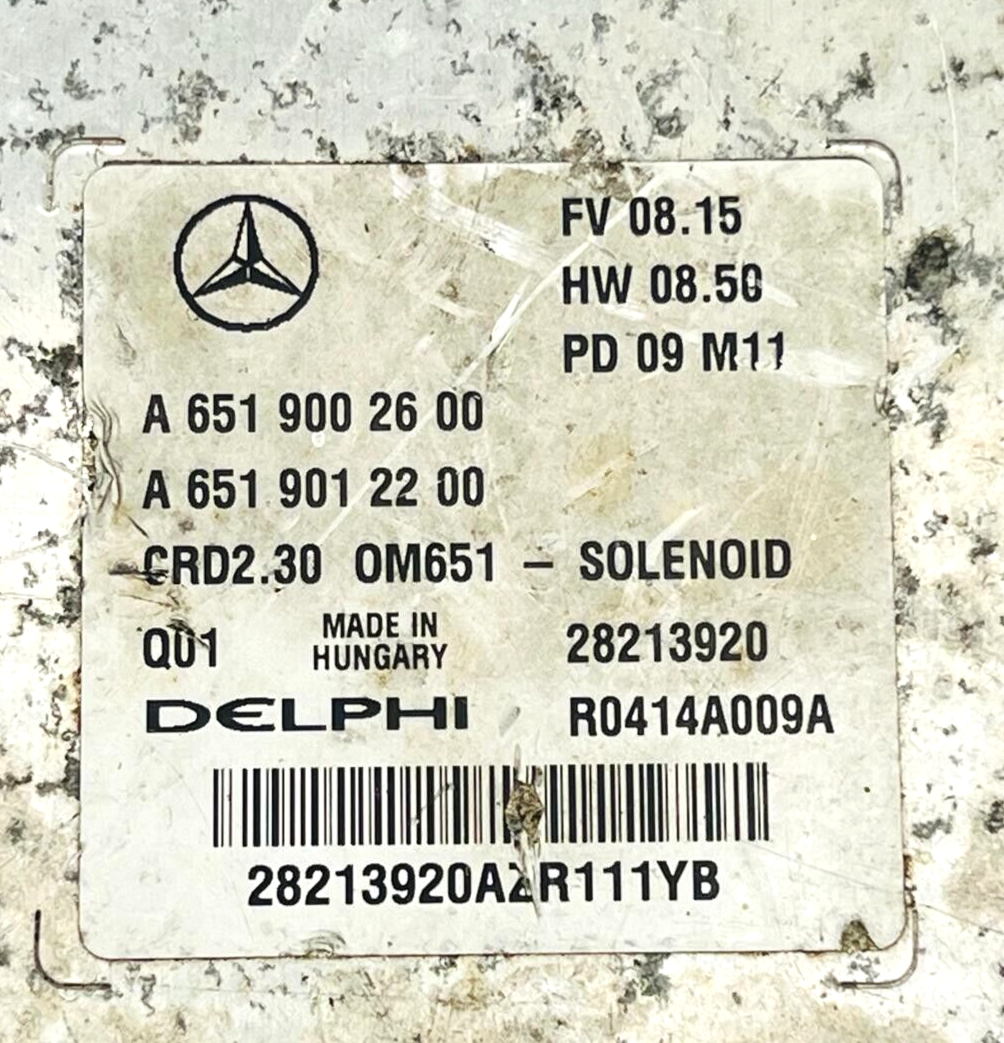 FV 08.15
HW 08.50
PD 09 M11
A 651 900 26 00
A 651 901 22 00
CRD2.30 OM651 – SOLENOID
Q01 MADE IN HUNGARY 28213920
DELPHI R0414A009A
28213920AZR111YB